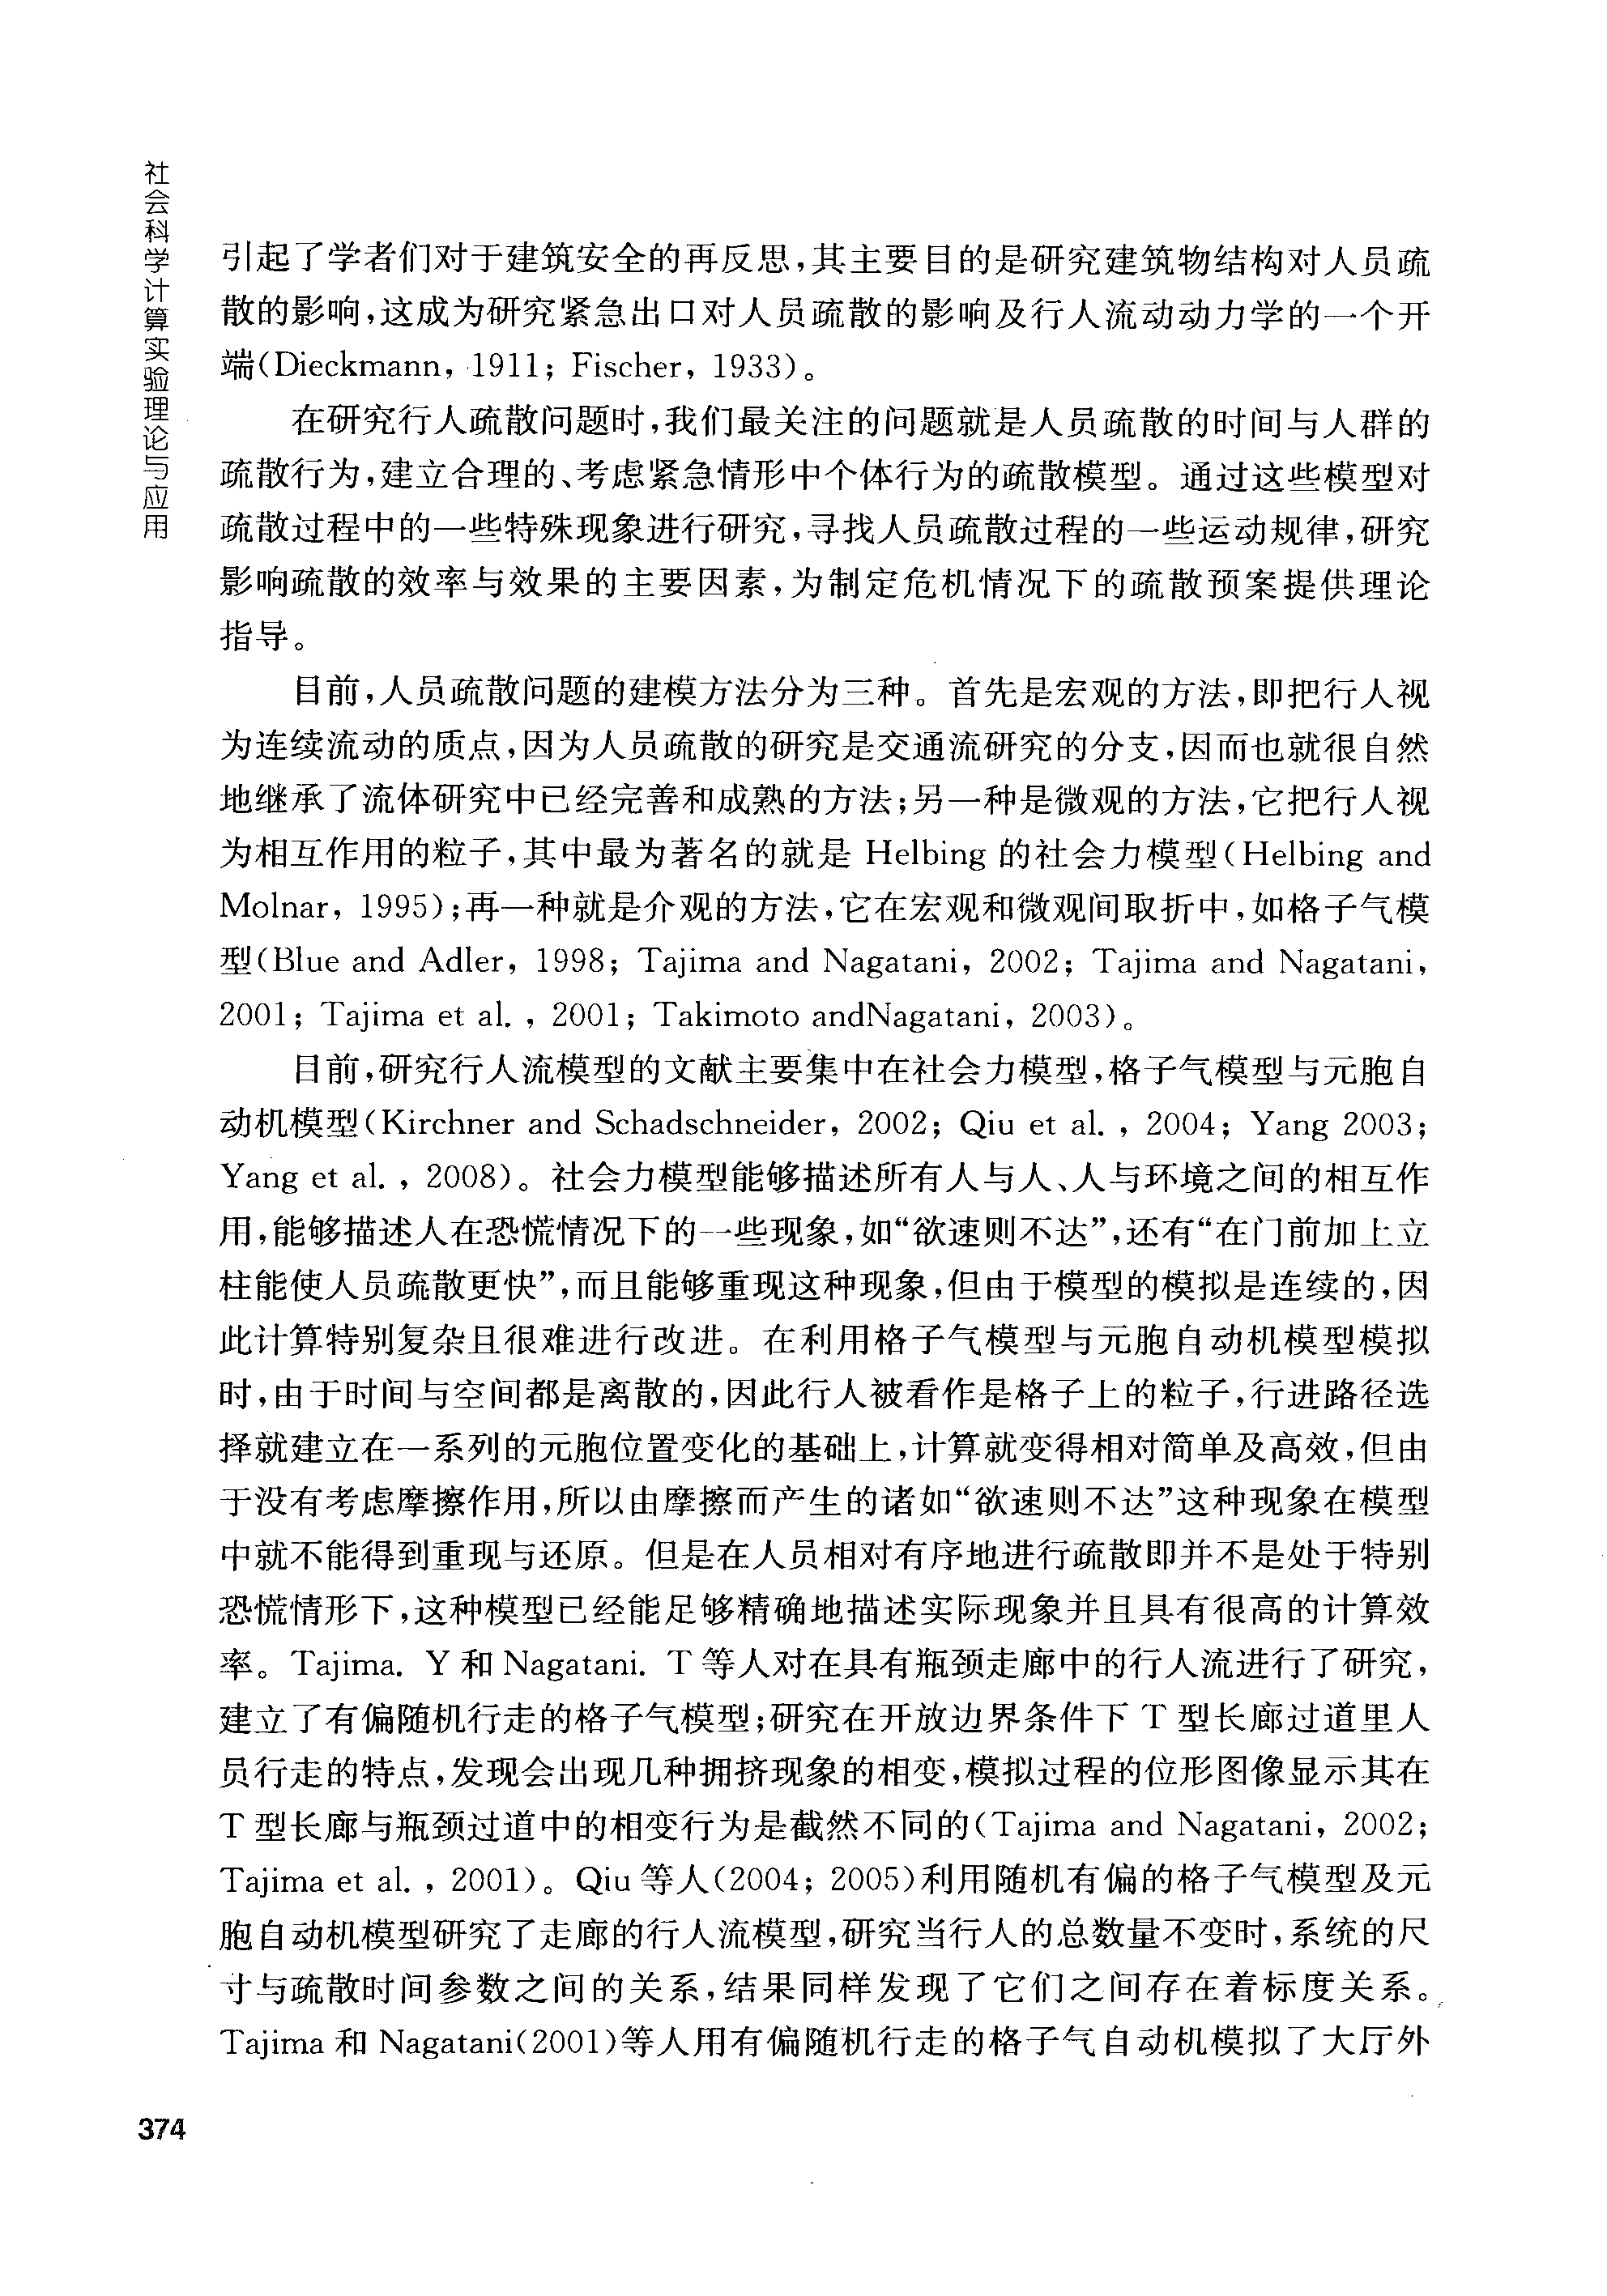 社会科学计算实验理论与应用
引起了学者们对于建筑安全的再反思,其主要目的是研究建筑物结构对人员疏
散的影响,这成为研究紧急出口对人员疏散的影响及行人流动动力学的一个开
端(Dieckmann, 1911; Fischer, 1933)。
在研究行人疏散问题时,我们最关注的问题就是人员疏散的时间与人群的
疏散行为,建立合理的、考虑紧急情形中个体行为的疏散模型。通过这些模型对
疏散过程中的一些特殊现象进行研究,寻找人员疏散过程的一些运动规律,研究
影响疏散的效率与效果的主要因素,为制定危机情况下的疏散预案提供理论
指导。
目前,人员疏散问题的建模方法分为三种。首先是宏观的方法,即把行人视
为连续流动的质点,因为人员疏散的研究是交通流研究的分支,因而也就很自然
地继承了流体研究中已经完善和成熟的方法;另一种是微观的方法,它把行人视
为相互作用的粒子,其中最为著名的就是 Helbing 的社会力模型(Helbing and
Molnar, 1995);再一种就是介观的方法,它在宏观和微观间取折中,如格子气模
型(Blue and Adler, 1998; Tajima and Nagatani, 2002; Tajima and Nagatani,
2001; Tajima et al. , 2001; Takimoto andNagatani, 2003)。
目前,研究行人流模型的文献主要集中在社会力模型,格子气模型与元胞自
动机模型(Kirchner and Schadschneider, 2002; Qiu et al. , 2004; Yang 2003;
Yang et al. , 2008)。社会力模型能够描述所有人与人、人与环境之间的相互作
用,能够描述人在恐慌情况下的一些现象,如“欲速则不达”,还有“在门前加上立
柱能使人员疏散更快”,而且能够重现这种现象,但由于模型的模拟是连续的,因
此计算特别复杂且很难进行改进。在利用格子气模型与元胞自动机模型模拟
时,由于时间与空间都是离散的,因此行人被看作是格子上的粒子,行进路径选
择就建立在一系列的元胞位置变化的基础上,计算就变得相对简单及高效,但由
于没有考虑摩擦作用,所以由摩擦而产生的诸如“欲速则不达”这种现象在模型
中就不能得到重现与还原。但是在人员相对有序地进行疏散即并不是处于特别
恐慌情形下,这种模型已经能足够精确地描述实际现象并且具有很高的计算效
率。Tajima. Y 和 Nagatani. T 等人对在具有瓶颈走廊中的行人流进行了研究,
建立了有偏随机行走的格子气模型;研究在开放边界条件下 T 型长廊过道里人
员行走的特点,发现会出现几种拥挤现象的相变,模拟过程的位形图像显示其在
T 型长廊与瓶颈过道中的相变行为是截然不同的(Tajima and Nagatani, 2002;
Tajima et al. , 2001)。Qiu 等人(2004; 2005)利用随机有偏的格子气模型及元
胞自动机模型研究了走廊的行人流模型,研究当行人的总数量不变时,系统的尺
寸与疏散时间参数之间的关系,结果同样发现了它们之间存在着标度关系。
Tajima 和 Nagatani(2001)等人用有偏随机行走的格子气自动机模拟了大厅外
374